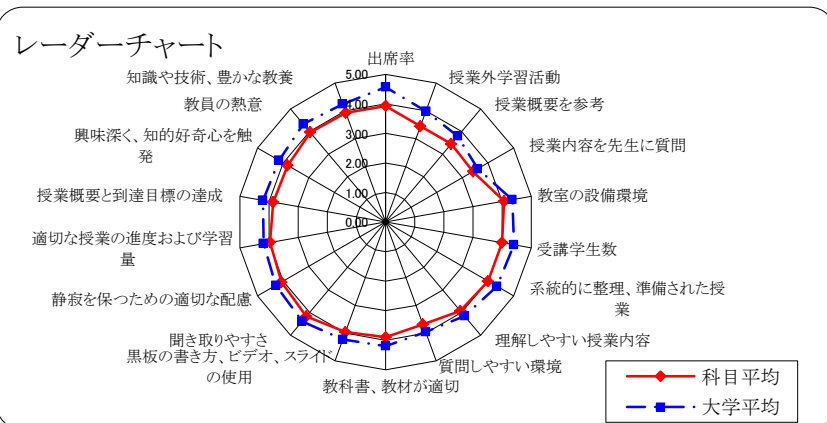 レーダーチャート
出席率
授業外学習活動
授業概要を参考
授業内容を先生に質問
教室の設備環境
受講学生数
系統的に整理、準備された授
業
理解しやすい授業内容
質問しやすい環境
教科書、教材が適切
黒板の書き方、ビデオ、スライド
の使用
聞き取りやすさ
静寂を保つための適切な配慮
適切な授業の進度および学習
量
授業概要と到達目標の達成
興味深く、知的好奇心を触
発
教員の熱意
知識や技術、豊かな教養
5.00
4.00
3.00
2.00
1.00
0.00
科目平均
大学平均